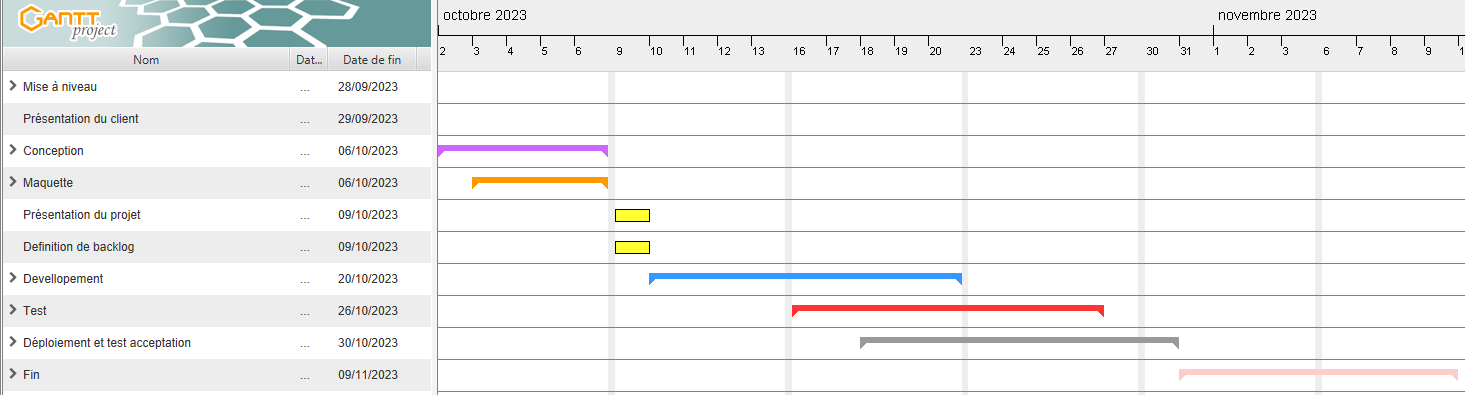 GANTT
project
octobre 2023 novembre 2023
2 3 4 5 6 9 10 11 12 13 16 17 18 19 20 23 24 25 26 27 30 31 1 2 3 6 7 8 9 1
Nom Dat... Date de fin
Mise à niveau ... 28/09/2023
Présentation du client ... 29/09/2023
Conception ... 06/10/2023
Maquette ... 06/10/2023
Présentation du projet ... 09/10/2023
Definition de backlog ... 09/10/2023
Devellopement ... 20/10/2023
Test ... 26/10/2023
Déploiement et test acceptation ... 30/10/2023
Fin ... 09/11/2023